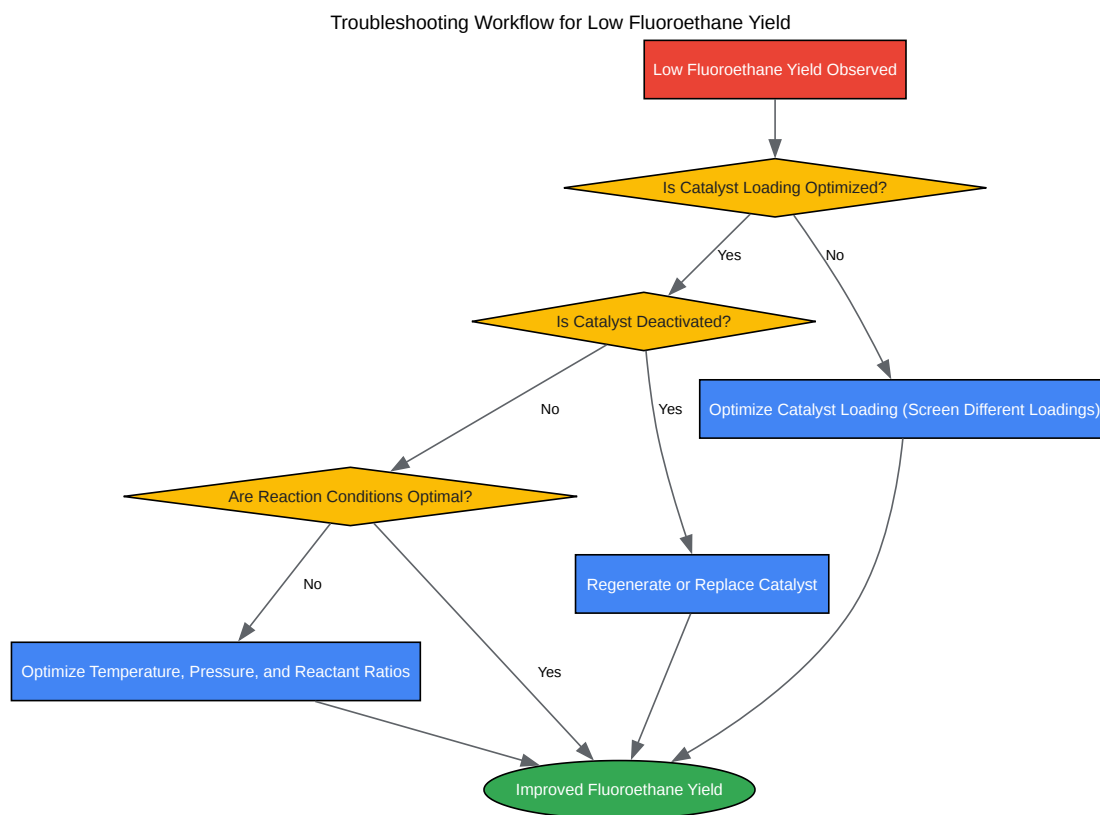 Troubleshooting Workflow for Low Fluoroethane Yield
Low Fluoroethane Yield Observed
Is Catalyst Loading Optimized?
Yes
No
Is Catalyst Deactivated?
No
Yes
Optimize Catalyst Loading (Screen Different Loadings)
Are Reaction Conditions Optimal?
No
Yes
Regenerate or Replace Catalyst
Optimize Temperature, Pressure, and Reactant Ratios
Improved Fluoroethane Yield